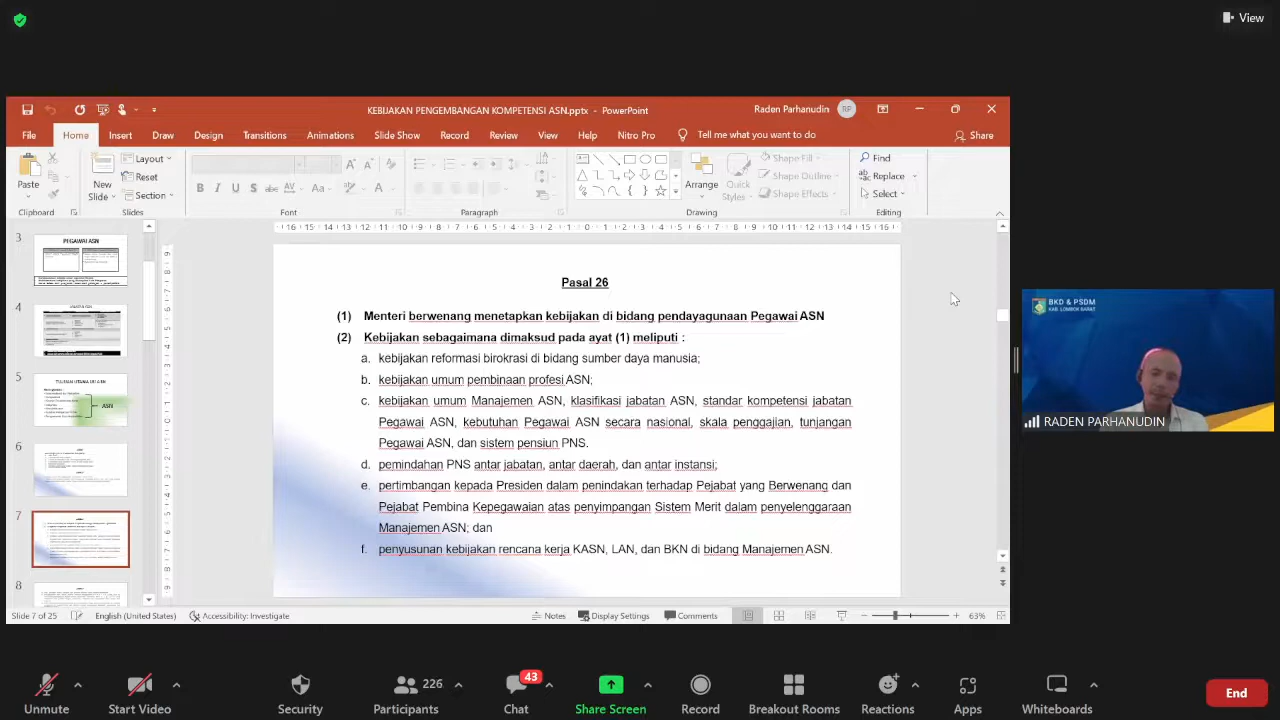 View
KEBIJAKAN PENGEMBANGAN KOMPETENSI ASN.pptx - PowerPoint
Raden Parhanudin
RP
File Home Insert Draw Design Transitions Animations Slide Show Record Review View Help Nitro Pro Tell me what you want to do Share
Paste
New Slide
Layout
Reset
Section
Arrange
Quick Styles
Shape Fill
Shape Outline
Shape Effects
Find
Replace
Select
Clipboard Slides Font Paragraph Drawing Editing
3
PEGAWAI ASN
4
5
ASN
6
7
8
Pasal 26
(1) Menteri berwenang menetapkan kebijakan di bidang pendayagunaan Pegawai ASN
(2) Kebijakan sebagaimana dimaksud pada ayat (1) meliputi :
a. kebijakan reformasi birokrasi di bidang sumber daya manusia;
b. kebijakan umum pembinaan profesi ASN;
c. kebijakan umum Manajemen ASN, klasifikasi jabatan ASN, standar kompetensi jabatan
Pegawai ASN, kebutuhan Pegawai ASN secara nasional, skala penggajian, tunjangan
Pegawai ASN, dan sistem pensiun PNS.
d. pemindahan PNS antar jabatan, antar daerah, dan antar instansi;
e. pertimbangan kepada Presiden dalam penindakan terhadap Pejabat yang Berwenang dan
Pejabat Pembina Kepegawaian atas penyimpangan Sistem Merit dalam penyelenggaraan
Manajemen ASN; dan
f. penyusunan kebijakan rencana kerja KASN, LAN, dan BKN di bidang Manajemen ASN.
BKD & PSDM
KAB. LOMBOK BARAT
RADEN PARHANUDIN
Slide 7 of 25 English (United States) Accessibility: Investigate Notes Display Settings Comments 63%
Unmute Start Video Security Participants 226 Chat 43 Share Screen Record Breakout Rooms Reactions Apps Whiteboards End